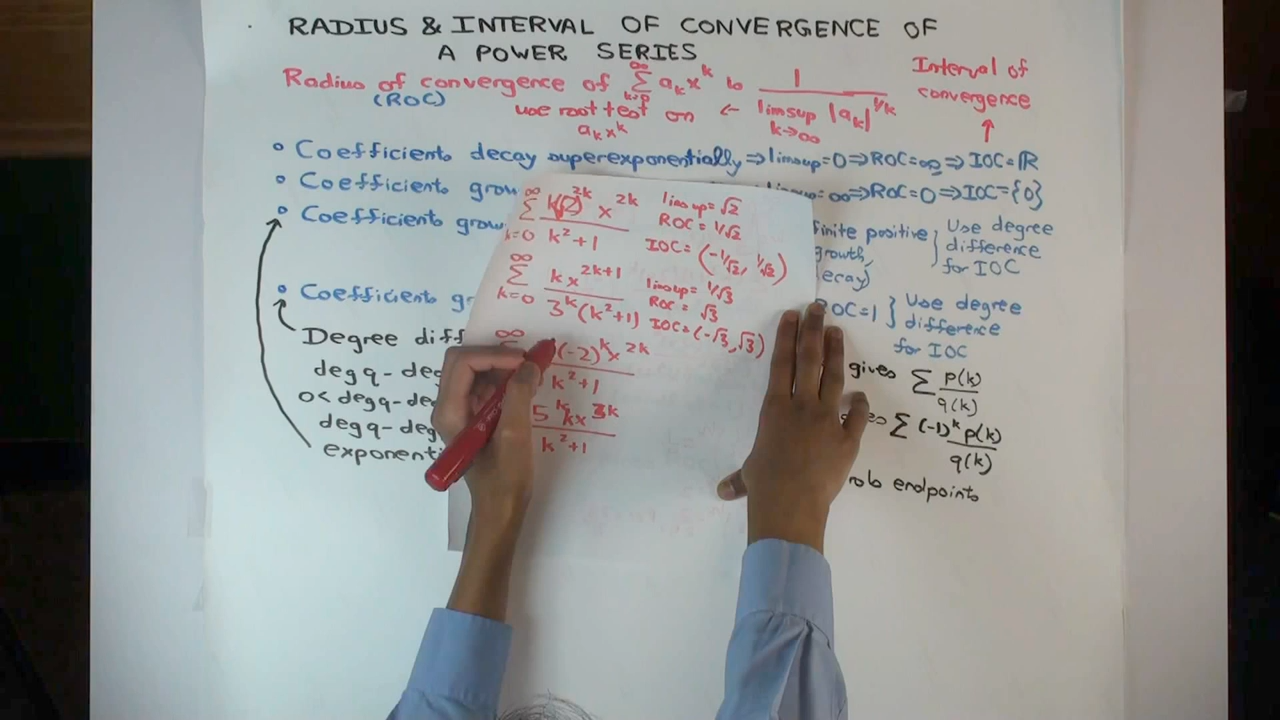 RADIUS & INTERVAL OF CONVERGENCE OF
A POWER SERIES
Radius of convergence of ∑_{k=0}^{∞} a_k x^k is 1 / limsup_{k→∞} |a_k|^{1/k}
(ROC)
use root test on ←
a_k x^k
Interval of
convergence
↑
• Coefficients decay superexponentially ⇒ limsup=0 ⇒ ROC=∞ ⇒ IOC=ℝ
• Coefficients grow
limsup=∞ ⇒ ROC=0 ⇒ IOC={0}
• Coefficients grow
finite positive
growth,
decay)
} Use degree
difference
for IOC
• Coefficient
ROC=1 } Use degree
difference
for IOC
Degree diff
deg q - deg
0< deg q - deg
deg q - deg
exponenti
gives ∑ p(k)/q(k)
∑ (-1)^k p(k)/q(k)
endpoints
∑_{k=0}^{∞} k(√2)^{2k} x^{2k} / k²+1
limsup=√2
ROC = 1/√2
IOC = (-1/√2, 1/√2)
∑_{k=0}^{∞} kx^{2k+1} / 3^k(k²+1)
limsup= 1/√3
ROC = √3
IOC = (-√3, √3)
∞
(-2)^k x^{2k} / k²+1
5^k kx^{3k} / k²+1